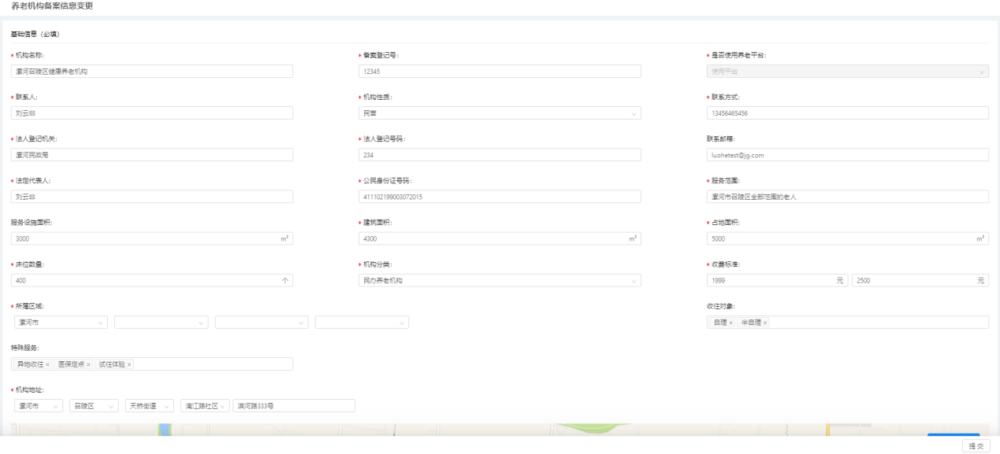 养老机构备案信息变更
基础信息（必填）
* 机构名称: * 备案登记号: * 是否使用养老平台:
漯河召陵区健康养老机构 12345 使用平台
* 联系人: * 机构性质: * 联系方式:
刘云非 民营 13456465456
* 法人登记机关: * 法人登记号码: 联系邮箱:
漯河民政局 234 luohetest@jg.com
* 法定代表人: * 公民身份证号码: * 服务范围:
刘云非 411102199003072015 漯河市召陵区全部范围的老人
服务设施面积: * 建筑面积: * 占地面积:
3000 m² 4300 m² 5000 m²
* 床位数量: * 机构分类: * 收费标准:
400 个 民办养老机构 1999 元 2500 元
* 所属区域: 收住对象:
漯河市 自理 × 半自理 ×
特殊服务:
异地收住 × 医保定点 × 试住体验 ×
* 机构地址:
漯河市 召陵区 天桥街道 漓江路社区 滨河路333号
提交